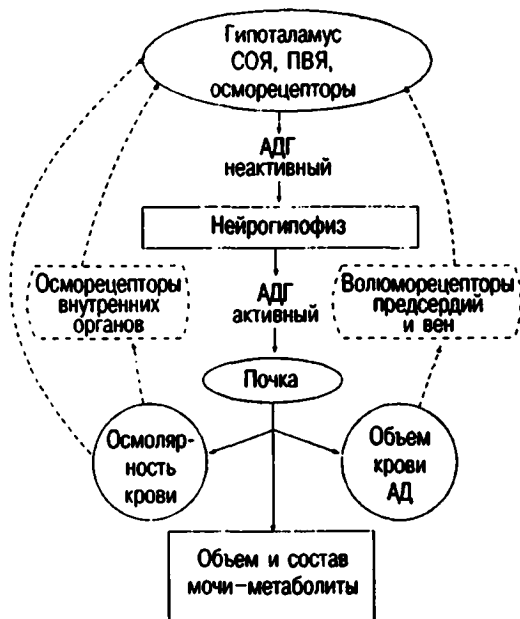 Гипоталамус
СОЯ, ПВЯ,
осморецепторы
АДГ
неактивный
Нейрогипофиз
Осморецепторы
внутренних
органов
АДГ
активный
Волюморецепторы
предсердий
и вен
Почка
Осмоляр-
ность
крови
Объем
крови
АД
Объем и состав
мочи–метаболиты